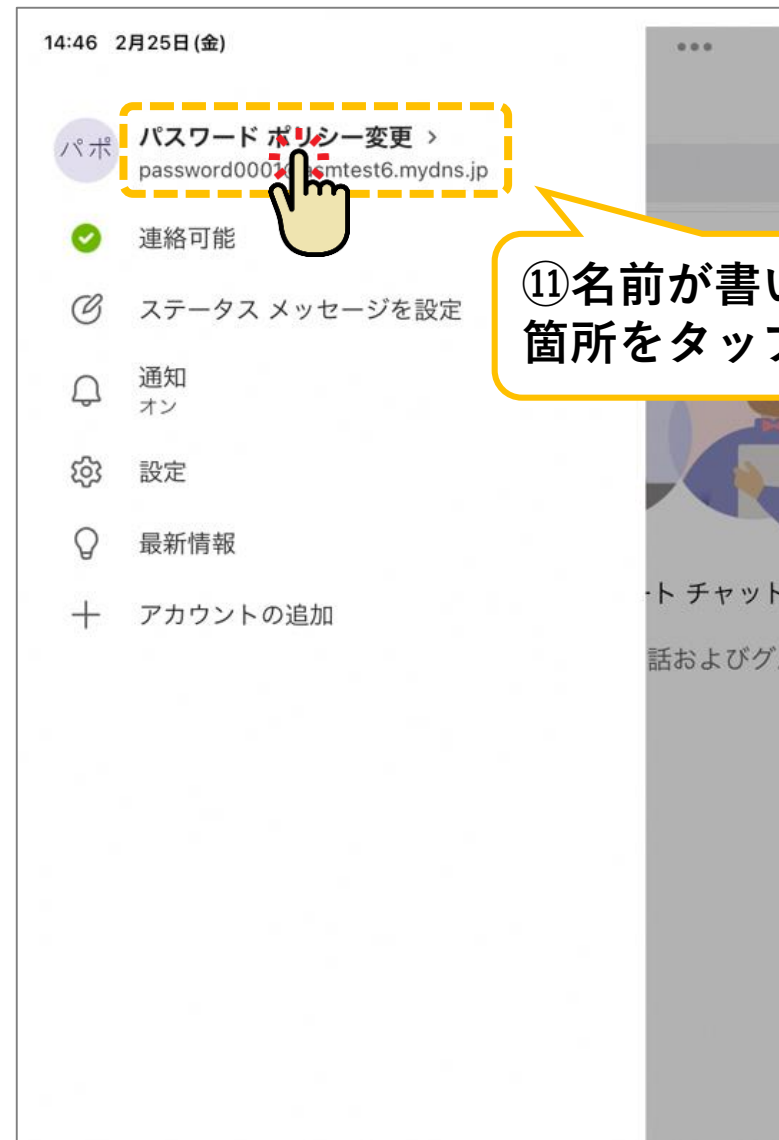 14:46 2月25日(金)
パポ
パスワード ポリシー変更 >
password0001
smtest6.mydns.jp
連絡可能
⑪名前が書い
箇所をタップ
ステータス メッセージを設定
通知
オン
設定
最新情報
アカウントの追加
ート チャット
話およびグ